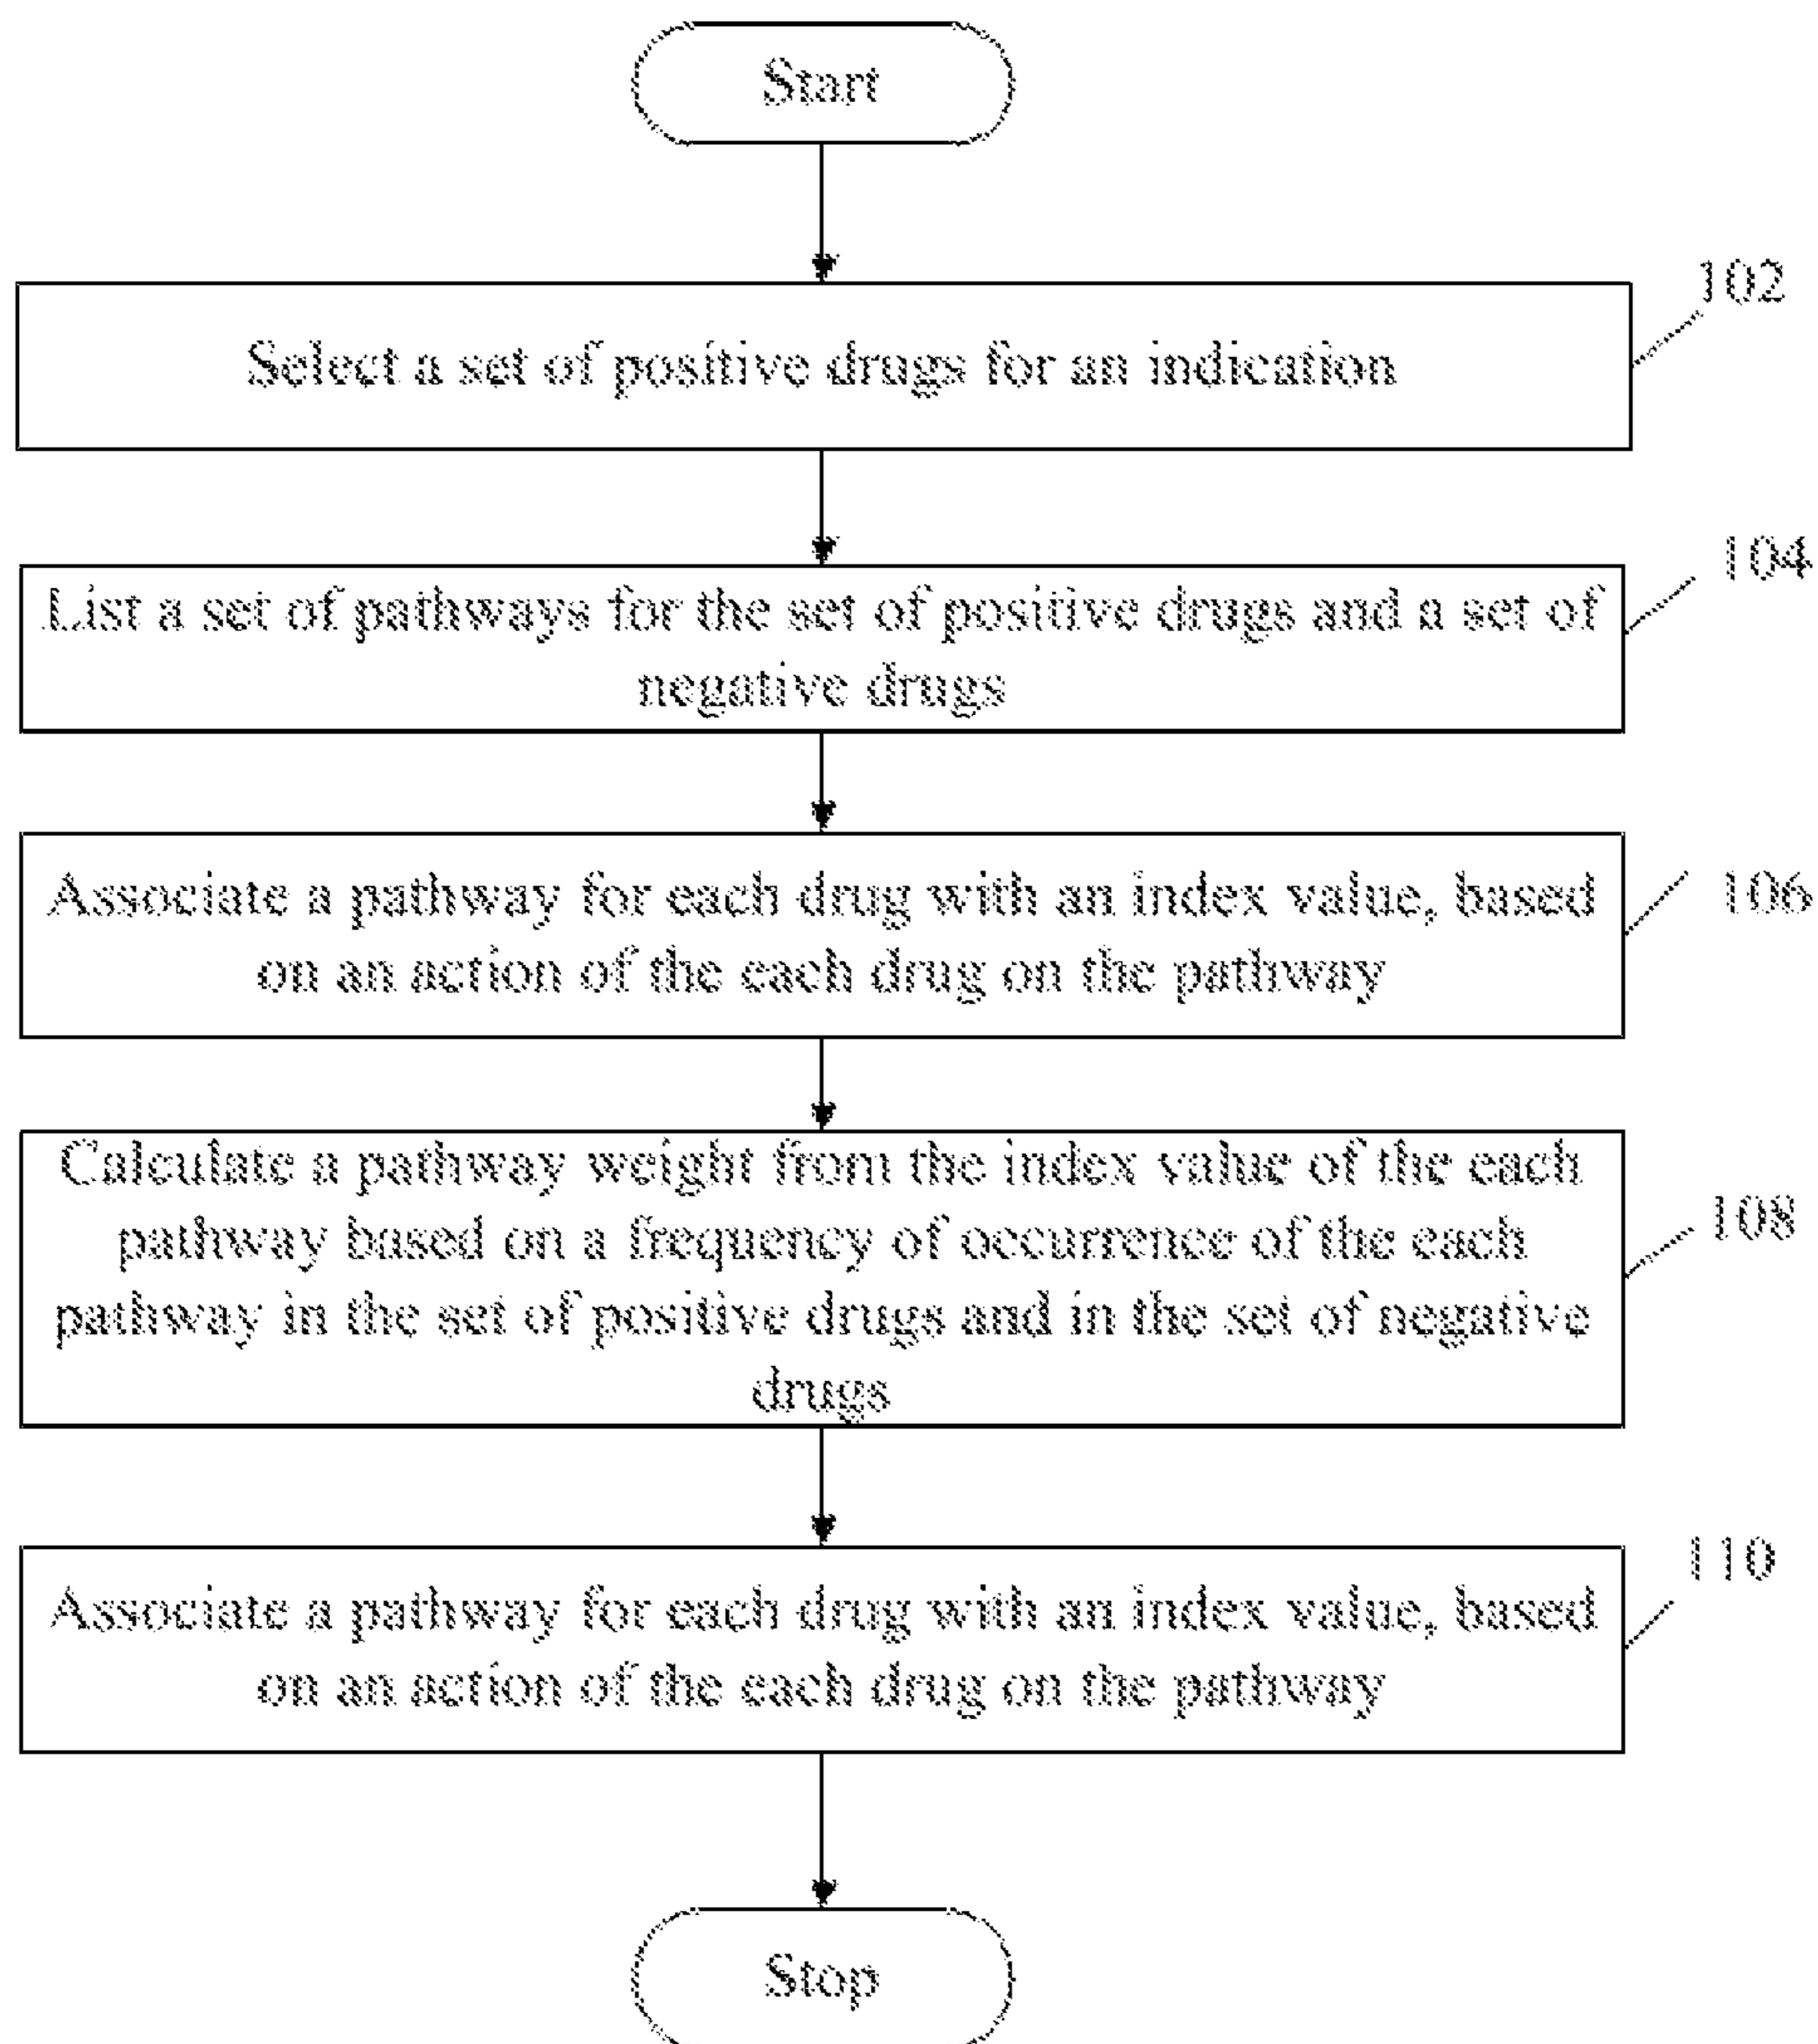 Start
102
Select a set of positive drugs for an indication
104
List a set of pathways for the set of positive drugs and a set of
negative drugs
106
Associate a pathway for each drug with an index value, based
on an action of the each drug on the pathway
Calculate a pathway weight from the index value of the each
pathway based on a frequency of occurrence of the each
108
pathway in the set of positive drugs and in the set of negative
drugs
110
Associate a pathway for each drug with an index value, based
on an action of the each drug on the pathway
Stop